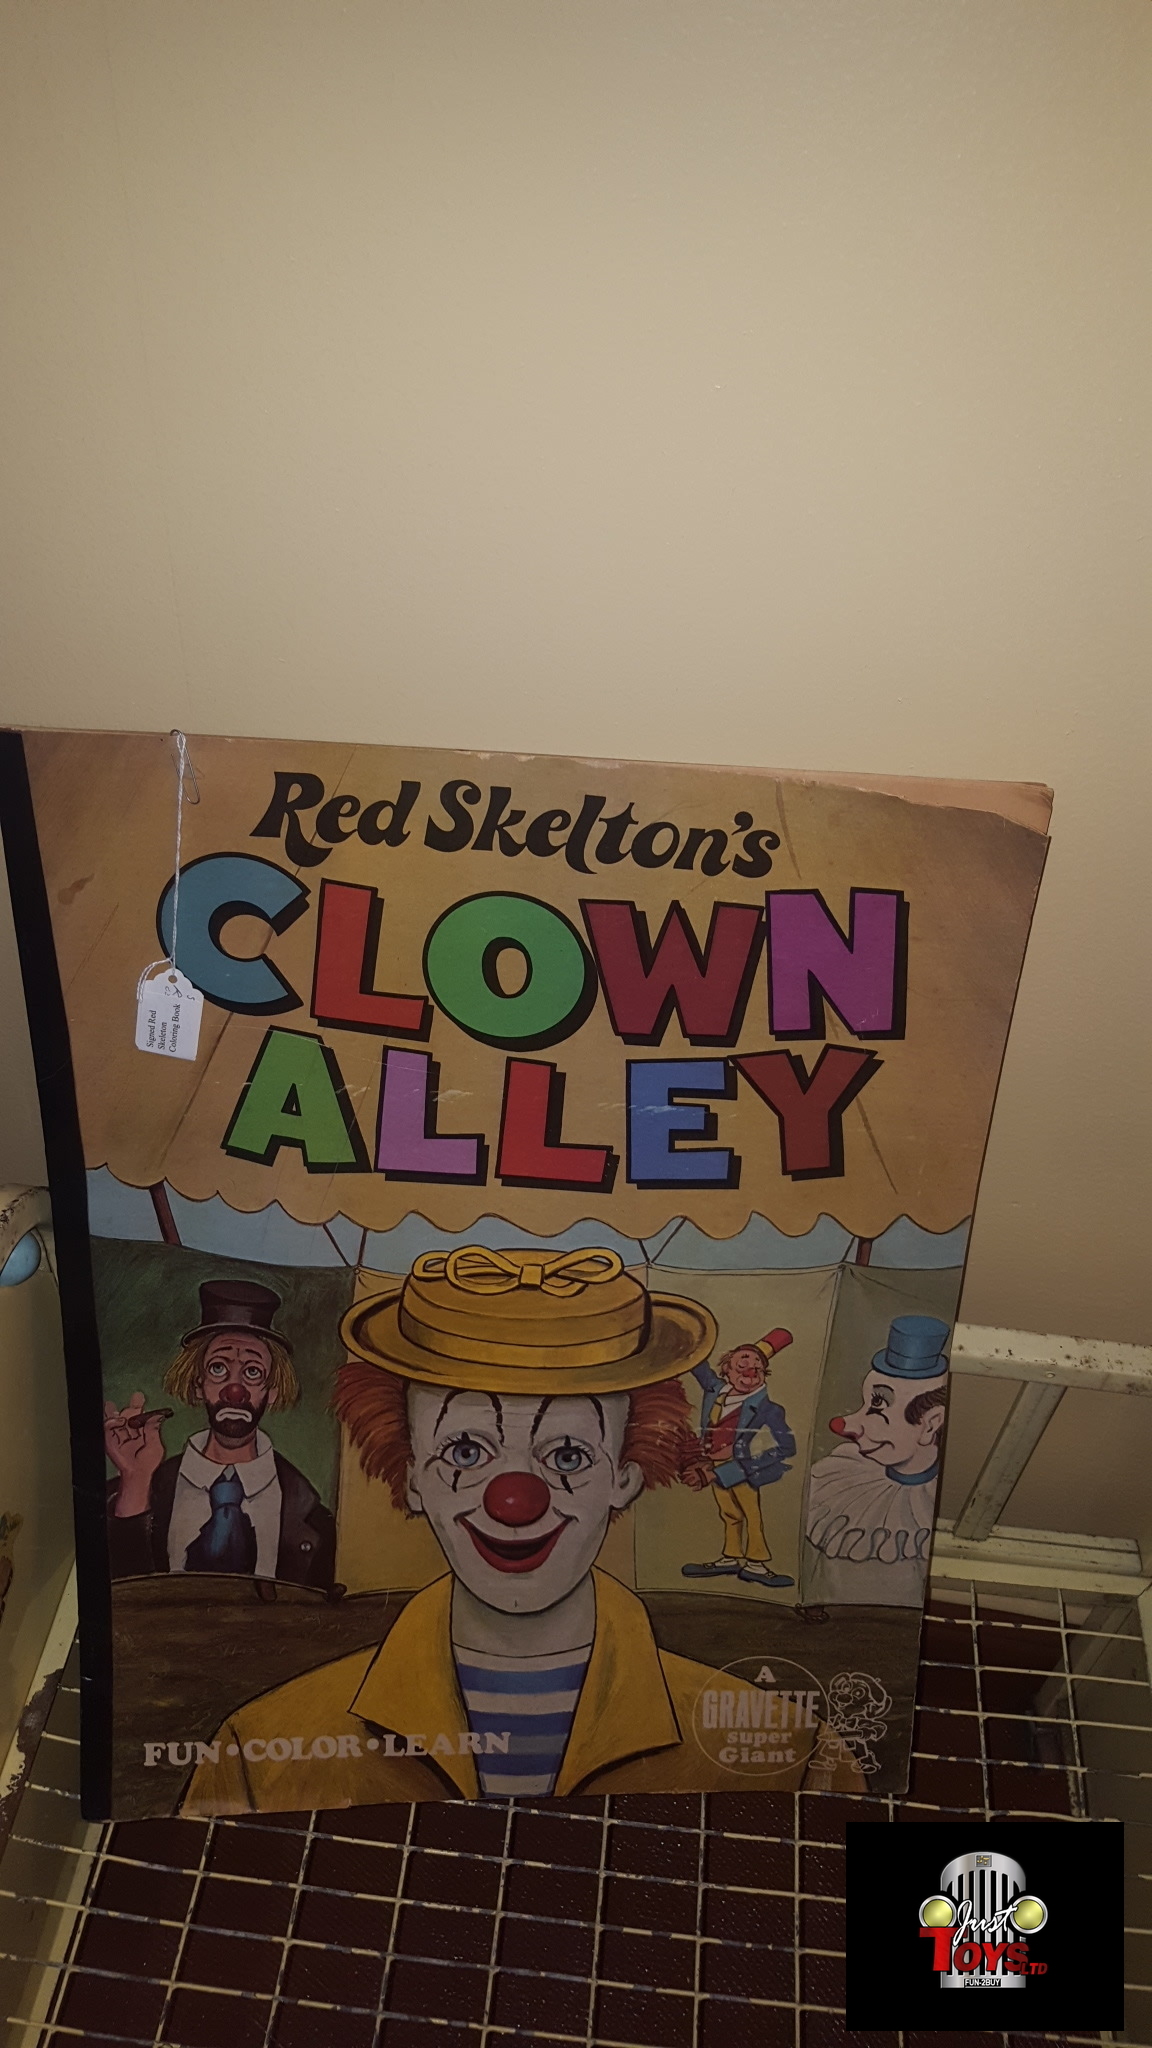 Red Skelton's
CLOWN
ALLEY
Signed Red
Skeleton
Coloring Book
FUN•COLOR•LEARN
A
GRAVETTE
super
Giant
Just
TOYS LTD
FUN-2BUY